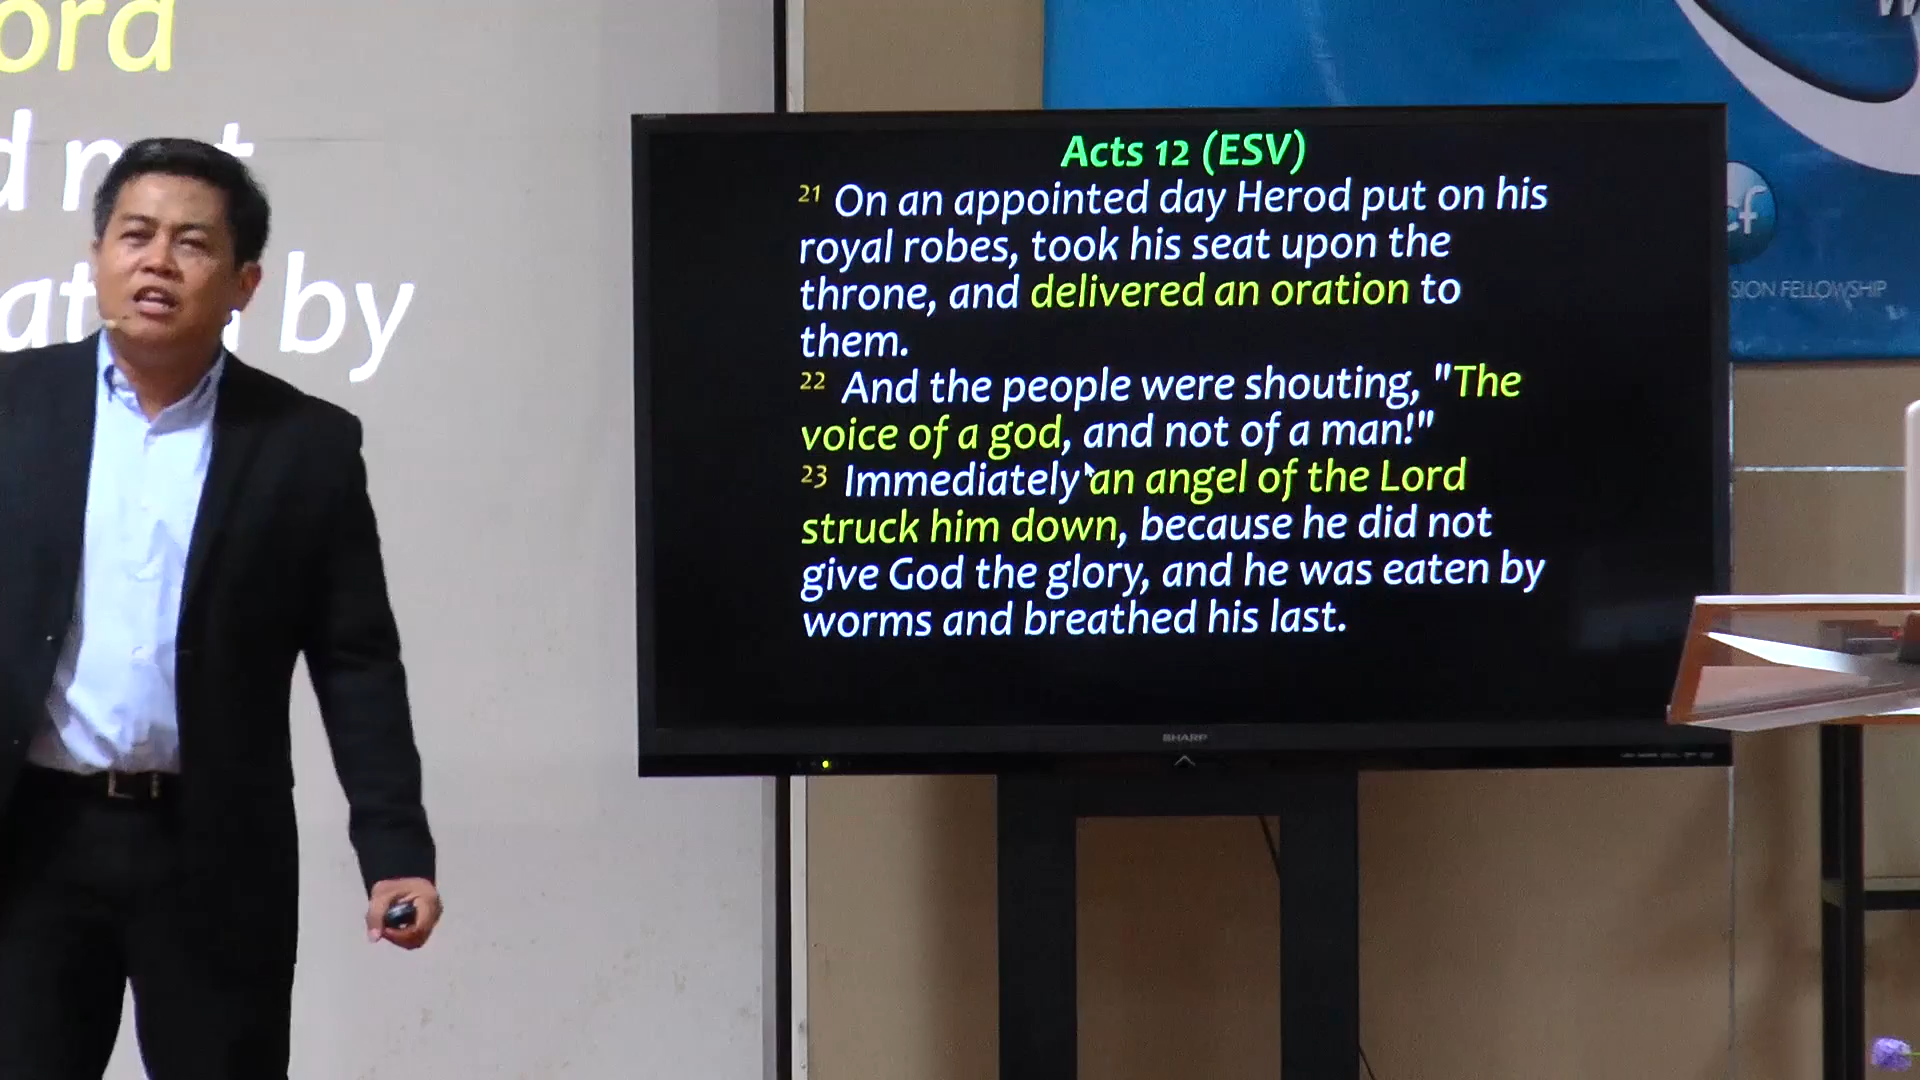 ord
by
Acts 12 (ESV)
21 On an appointed day Herod put on his
royal robes, took his seat upon the
throne, and delivered an oration to
them.
22 And the people were shouting, "The
voice of a god, and not of a man!"
23 Immediately an angel of the Lord
struck him down, because he did not
give God the glory, and he was eaten by
worms and breathed his last.
SHARP
cf
SION FELLOWSHIP